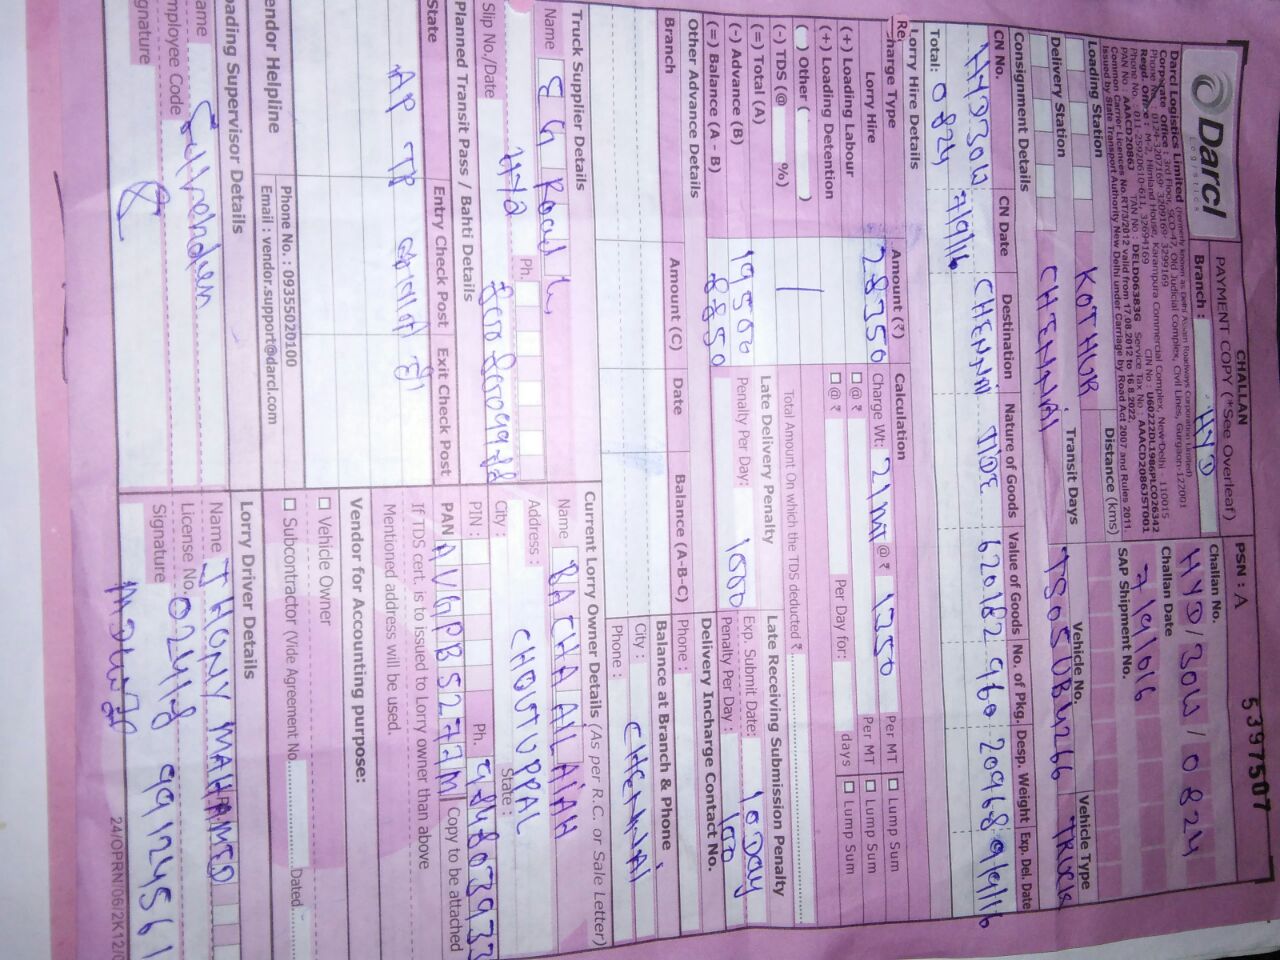 5397507
CHALLAN
PAYMENT COPY (*See Overleaf)
PSN : A
Darcl
Logistics
Branch : HYD
Challan No.
HYD/30W/0824
Darcl Logistics Limited (Formerly known as Delhi Assam Roadways Corporation Limited)
Corporate Office : 3rd Floor, SCO-47, Old Judicial Complex, Civil Lines, Gurgaon-122001
Phone No. : 0124-3207169, 3209169, 3299169
Regd. Office : M-2, Himland House, Karampura Commercial Complex, New Delhi - 110015
Phone No. : 011-25920610-611, 32694169 CIN No : U60222DL1986PLC026342
PAN No : AAACD2086J TAN No : DELD06383G Service Tax No : AAACD2086JST001
Common Carrier Licences No.RT/3/2012 valid from 17.08.2012 to 16.8.2022.
Issued by State Transport Authority New Delhi under Carriage by Road Act 2007 and Rules 2011.
Challan Date
7/9/016
SAP Shipment No.
Distance (kms)
Loading Station KOTHUR
Vehicle No. Vehicle Type
Delivery Station CHENNAI Transit Days
TS05UB4266 TRUCK
Consignment Details
CN No. CN Date Destination Nature of Goods Value of Goods No. of Pkg. Desp. Weight Exp. Del. Date
HYD30W 7/9/16 CHENNAI TIDE 620182 960 20968 9/9/16
0824
Total:
Lorry Hire Details
Charge Type Amount (₹) Calculation
Lorry Hire 28350 Charge Wt: 21MT @ ₹ 1350 Per MT Lump Sum
(+) Loading Labour @ ₹ Per MT Lump Sum
(+) Loading Detention @ ₹ Per Day for: days Lump Sum
( ) Other ( )
(-) TDS (@ %) Total Amount On which the TDS deducted ₹
(=) Total (A) Late Delivery Penalty Late Receiving Submission Penalty
(-) Advance (B) 19500 Penalty Per Day: 1000 Exp. Submit Date: 10 Day
(=) Balance (A - B) 8850 Penalty Per Day : 100
Other Advance Details Delivery Incharge Contact No.
Branch Amount (C) Date Balance (A-B-C) Phone :
Balance at Branch & Phone
City : CHENNAI
Phone :
Truck Supplier Details
Name E G Road L
HYD Ph.
Slip No./Date 8008009988
Current Lorry Owner Details (As per R.C. or Sale Letter)
Name BACHA AILAIAH
Address : CHOUTUPPAL
City : State :
PIN : Ph. 984803933
PAN AVGPB5277M Copy to be attached
If TDS cert. is to issued to Lorry owner than above
Mentioned address will be used.
Planned Transit Pass / Bahti Details
State Entry Check Post Exit Check Post
AP TP है।
Vendor for Accounting purpose:
Vehicle Owner
Subcontractor (Vide Agreement No. Dated
endor Helpline Phone No. : 09355020100
Email : vendor.support@darcl.com
oading Supervisor Details
ame
mployee Code
gnature
Lorry Driver Details
Name JHONY MAHAMED
License No. 02418
Signature 99124561
24/OPRN/06/2K12/0